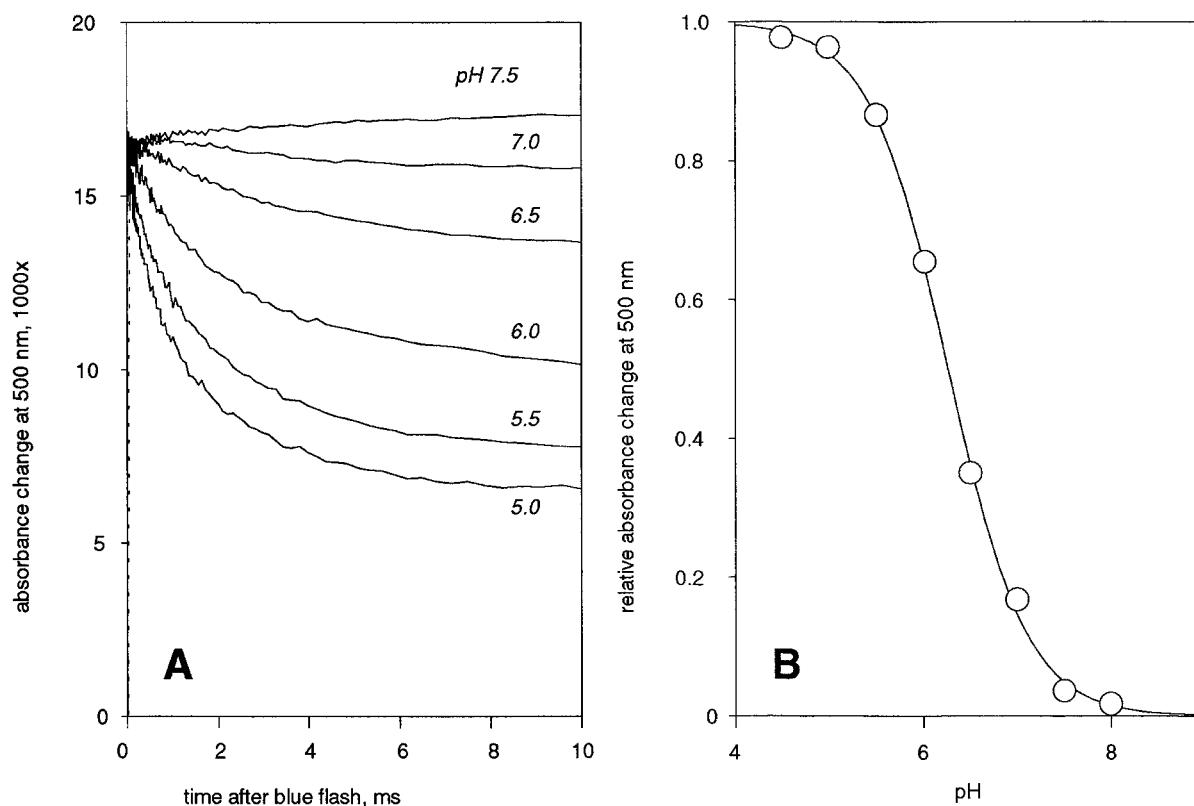 absorbance change at 500 nm, 1000x
20
15
10
5
0
pH 7.5
7.0
6.5
6.0
5.5
5.0
A
0 2 4 6 8 10
time after blue flash, ms
relative absorbance change at 500 nm
1.0
0.8
0.6
0.4
0.2
0
B
4 6 8
pH